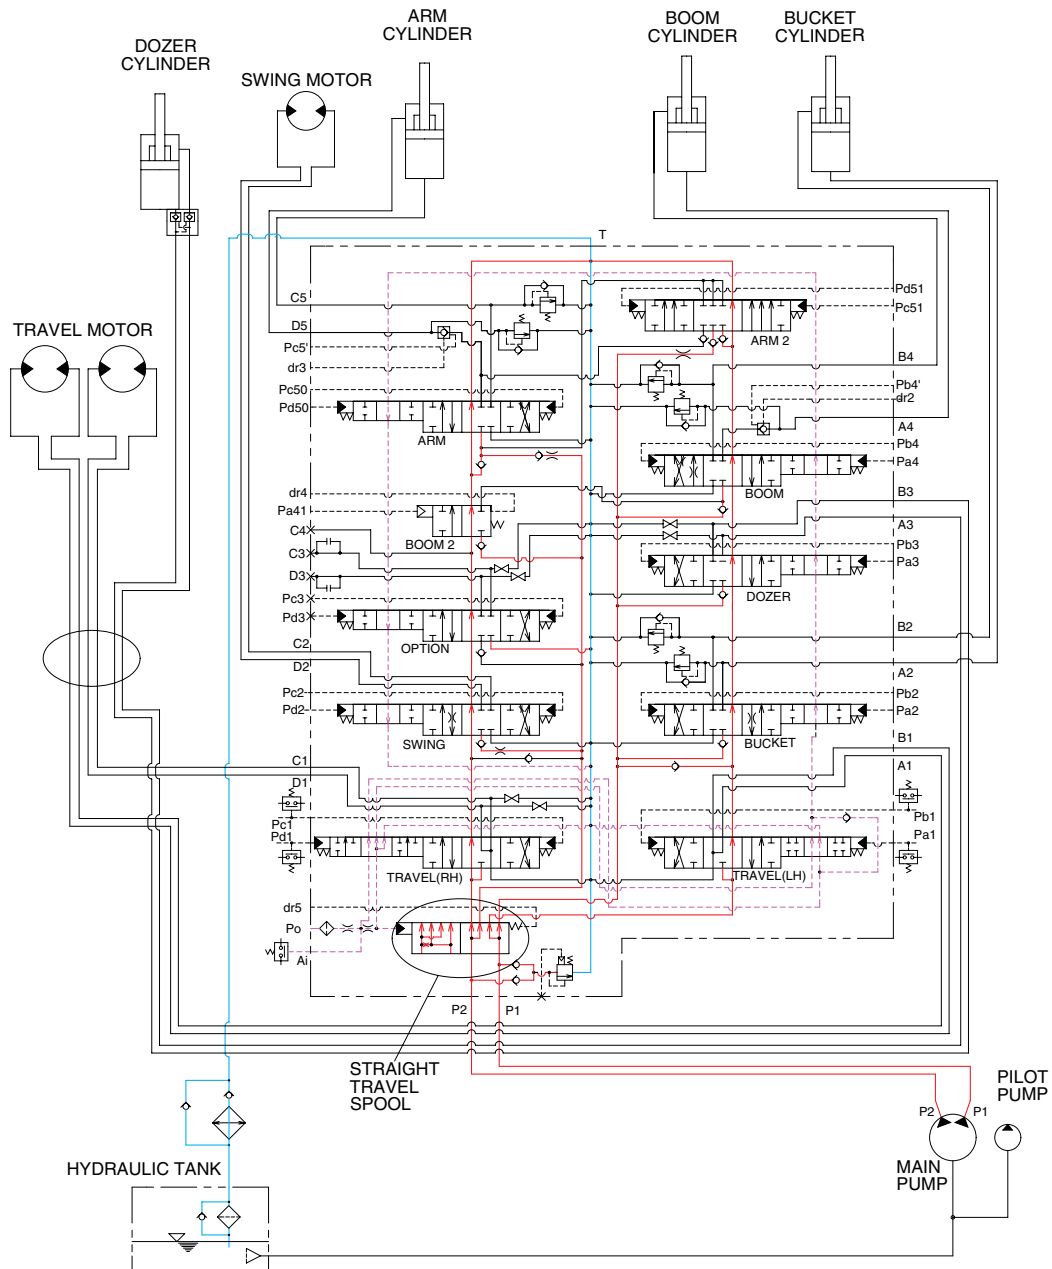 ARM
CYLINDER
BOOM
CYLINDER
BUCKET
CYLINDER
DOZER
CYLINDER
SWING MOTOR
TRAVEL MOTOR
T
C5
D5
Pc5'
dr3
Pc50
Pd50
ARM
dr4
Pa41
C4
BOOM 2
C3
D3
Pc3
Pd3
OPTION
C2
D2
Pc2
Pd2
SWING
C1
D1
Pc1
Pd1
TRAVEL(RH)
dr5
Po
Ai
Pd51
Pc51
ARM 2
B4
Pb4'
dr2
A4
Pb4
Pa4
BOOM
B3
A3
Pb3
Pa3
DOZER
B2
A2
Pb2
Pa2
BUCKET
B1
A1
Pb1
Pa1
TRAVEL(LH)
P2
P1
STRAIGHT
TRAVEL
SPOOL
PILOT
PUMP
P2
P1
MAIN
PUMP
HYDRAULIC TANK